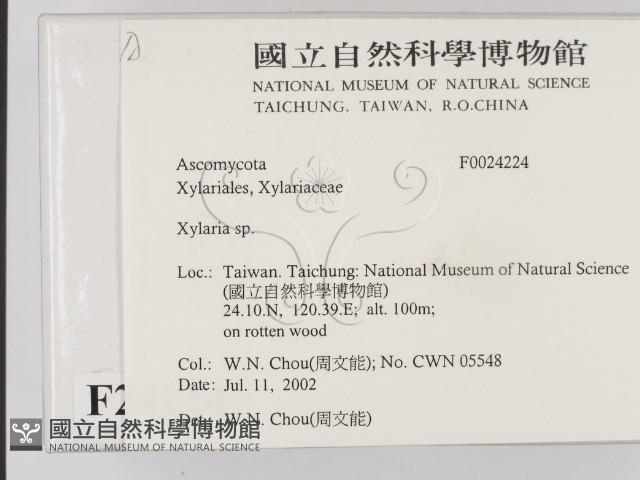 國立自然科學博物館
NATIONAL MUSEUM OF NATURAL SCIENCE
TAICHUNG, TAIWAN, R.O.CHINA
Ascomycota F0024224
Xylariales, Xylariaceae
Xylaria sp.
Loc.: Taiwan. Taichung: National Museum of Natural Science
(國立自然科學博物館)
24.10.N, 120.39.E; alt. 100m;
on rotten wood
Col.: W.N. Chou(周文能); No. CWN 05548
Date: Jul. 11, 2002
Det.: W.N. Chou(周文能)
F2
國立自然科學博物館
NATIONAL MUSEUM OF NATURAL SCIENCE